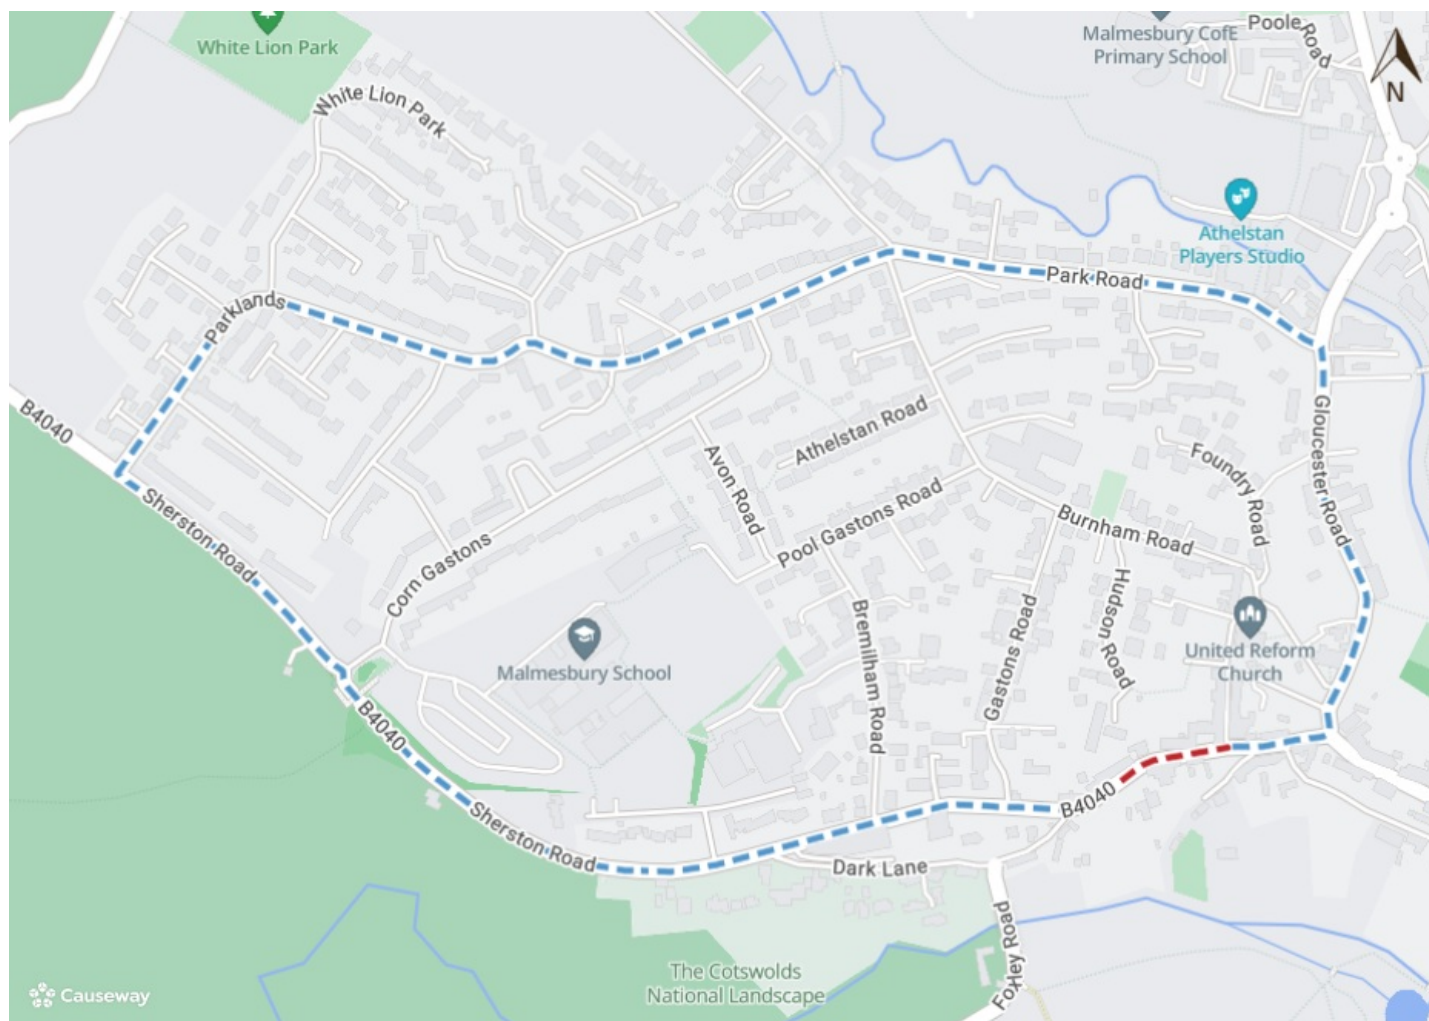 White Lion Park
Malmesbury CofE
Primary School
Poole Road
N
White Lion Park
Athelstan
Players Studio
Parklands
Park Road
B4040
Gloucester Road
Athelstan Road
Avon Road
Foundry Road
Sherston Road
Pool Gastons Road
Burnham Road
Corn Gastons
Hudson Road
Bremilham Road
Gastons Road
United Reform
Church
Malmesbury School
B4040
B4040
Sherston Road
Dark Lane
Foxley Road
The Cotswolds
National Landscape
Causeway